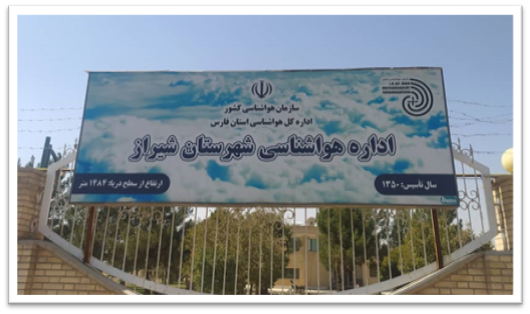 سازمان هواشناسی کشور
اداره کل هواشناسی استان فارس
اداره هواشناسی شهرستان شیراز
سال تأسیس: ۱۳۵۰
ارتفاع از سطح دریا: ۱۴۸۴ متر